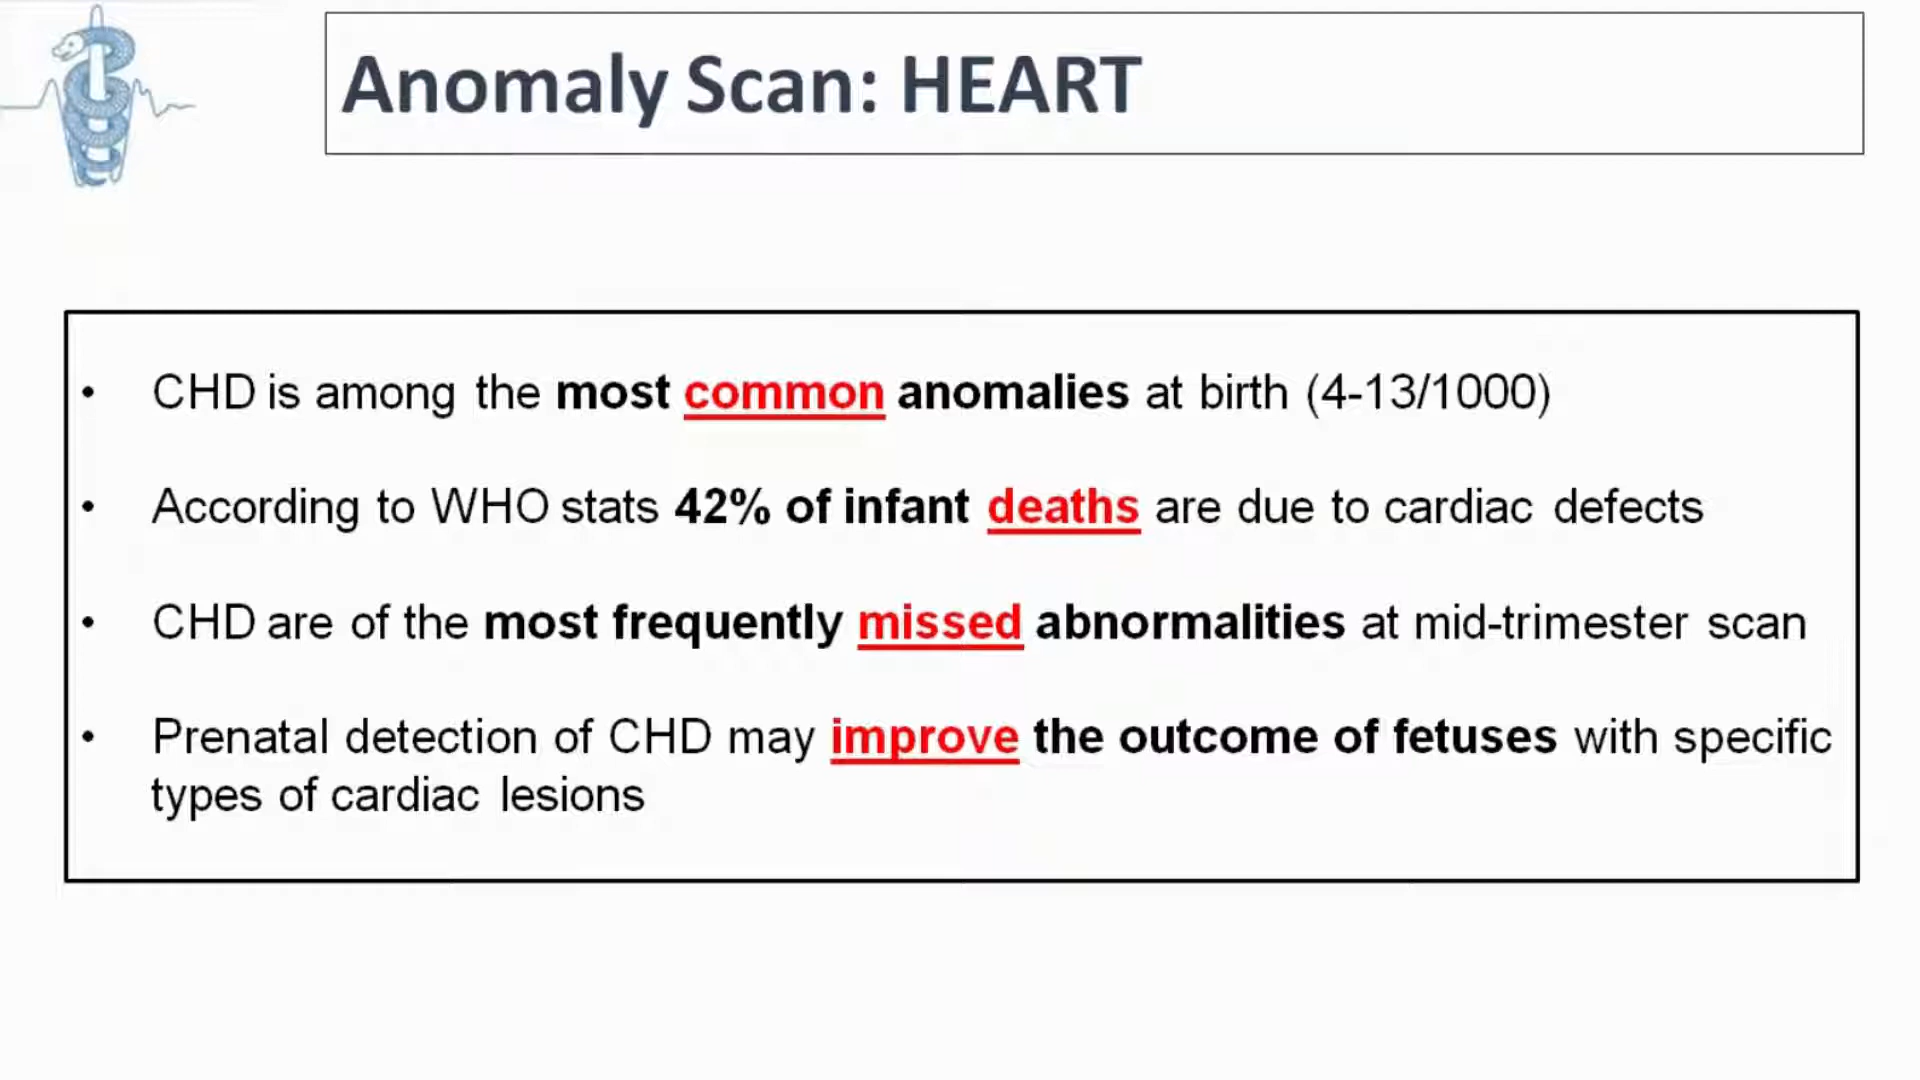 Anomaly Scan: HEART
• CHD is among the most common anomalies at birth (4-13/1000)
• According to WHO stats 42% of infant deaths are due to cardiac defects
• CHD are of the most frequently missed abnormalities at mid-trimester scan
• Prenatal detection of CHD may improve the outcome of fetuses with specific
types of cardiac lesions